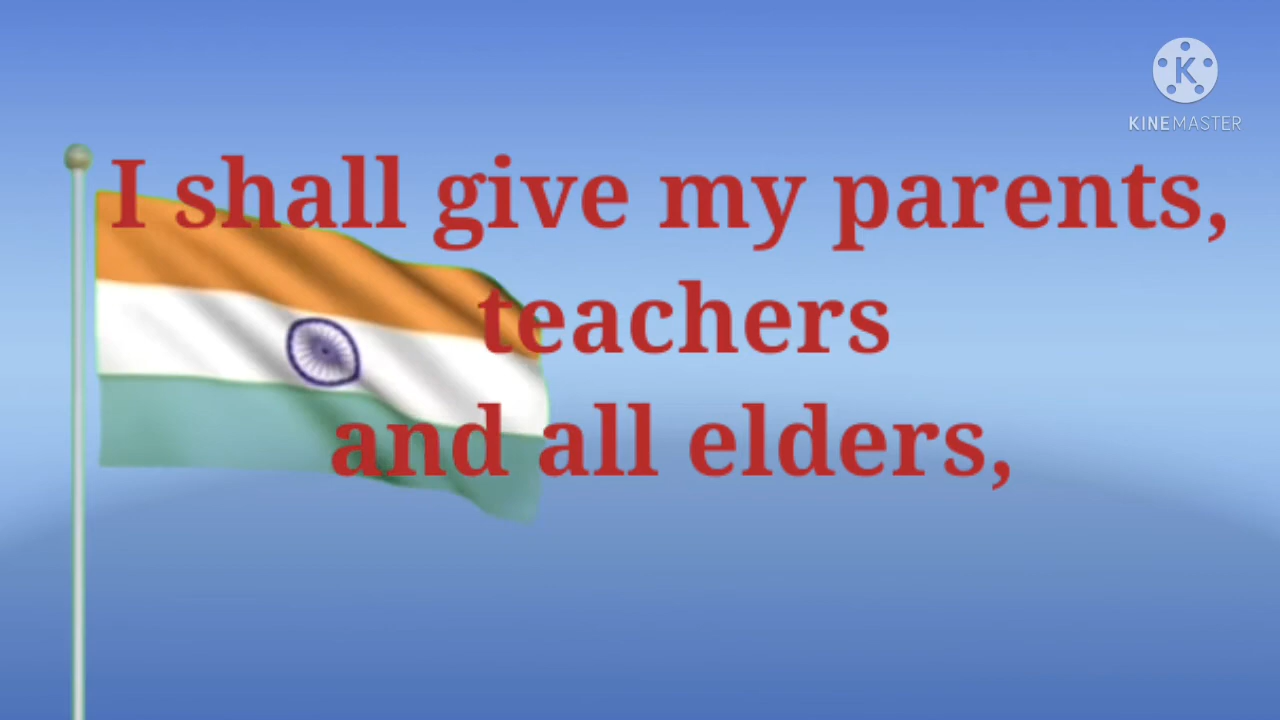 K
KINEMASTER
I shall give my parents,
teachers
and all elders,